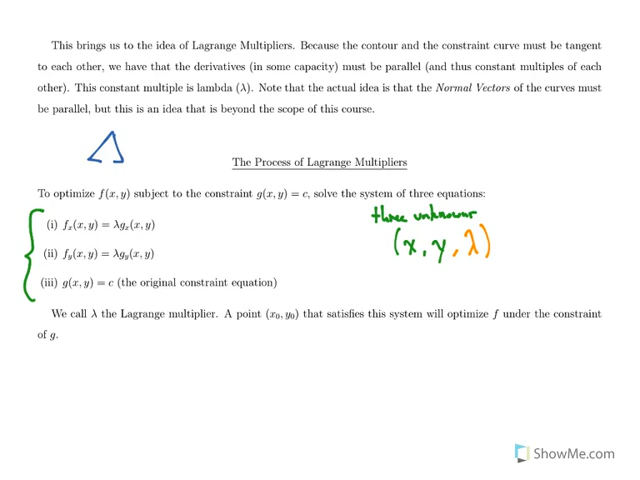 This brings us to the idea of Lagrange Multipliers. Because the contour and the constraint curve must be tangent
to each other, we have that the derivatives (in some capacity) must be parallel (and thus constant multiples of each
other). This constant multiple is lambda (λ). Note that the actual idea is that the Normal Vectors of the curves must
be parallel, but this is an idea that is beyond the scope of this course.
The Process of Lagrange Multipliers
To optimize f(x, y) subject to the constraint g(x, y) = c, solve the system of three equations:
three unknowns
(i) fₓ(x, y) = λgₓ(x, y)
(x, y, λ)
(ii) f_y(x, y) = λg_y(x, y)
(iii) g(x, y) = c (the original constraint equation)
We call λ the Lagrange multiplier. A point (x₀, y₀) that satisfies this system will optimize f under the constraint
of g.
ShowMe.com